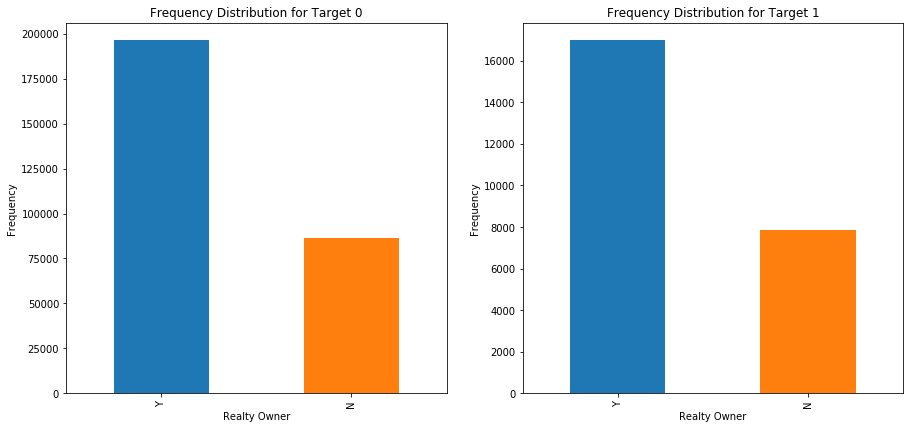 Frequency Distribution for Target 0
200000
175000
150000
125000
100000
75000
50000
25000
0
Frequency
Y
N
Realty Owner
Frequency Distribution for Target 1
16000
14000
12000
10000
8000
6000
4000
2000
0
Frequency
Y
N
Realty Owner